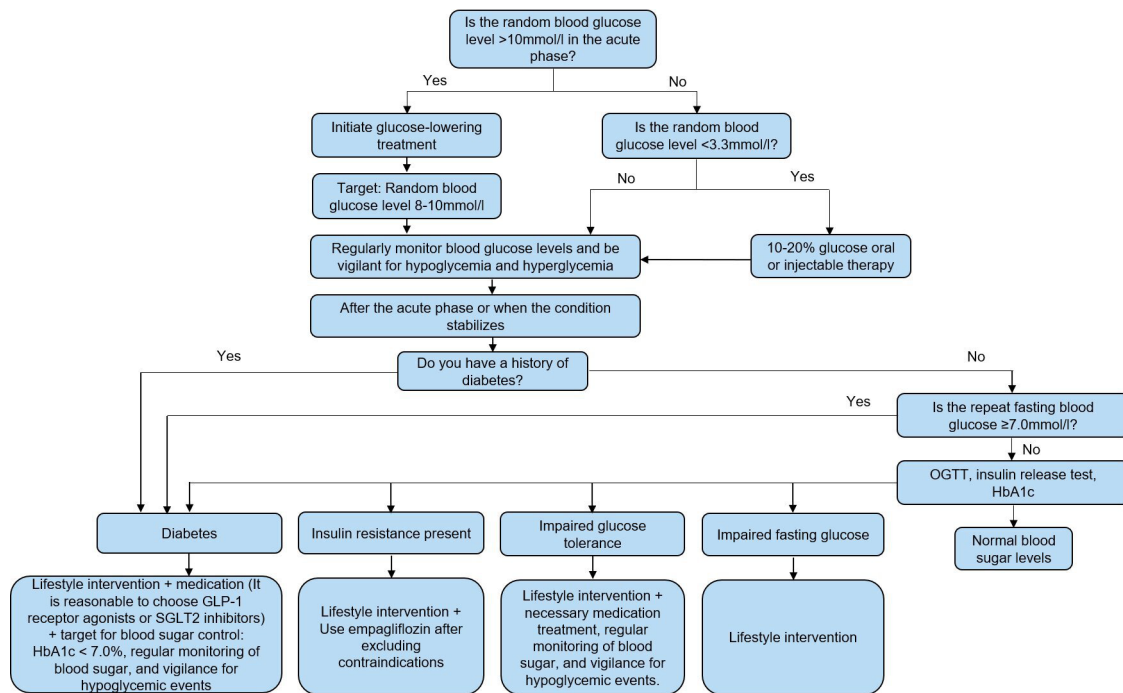 Is the random blood glucose
level >10mmol/l in the acute
phase?
Yes
No
Initiate glucose-lowering
treatment
Is the random blood
glucose level <3.3mmol/l?
Target: Random blood
glucose level 8-10mmol/l
No
Yes
Regularly monitor blood glucose levels and be
vigilant for hypoglycemia and hyperglycemia
10-20% glucose oral
or injectable therapy
After the acute phase or when the condition
stabilizes
Yes
Do you have a history of
diabetes?
No
Yes
Is the repeat fasting blood
glucose ≥7.0mmol/l?
No
OGTT, insulin release test,
HbA1c
Diabetes
Insulin resistance present
Impaired glucose
tolerance
Impaired fasting glucose
Normal blood
sugar levels
Lifestyle intervention + medication (It
is reasonable to choose GLP-1
receptor agonists or SGLT2 inhibitors)
+ target for blood sugar control:
HbA1c < 7.0%, regular monitoring of
blood sugar, and vigilance for
hypoglycemic events
Lifestyle intervention +
Use empagliflozin after
excluding
contraindications
Lifestyle intervention +
necessary medication
treatment, regular
monitoring of blood
sugar, and vigilance for
hypoglycemic events.
Lifestyle intervention